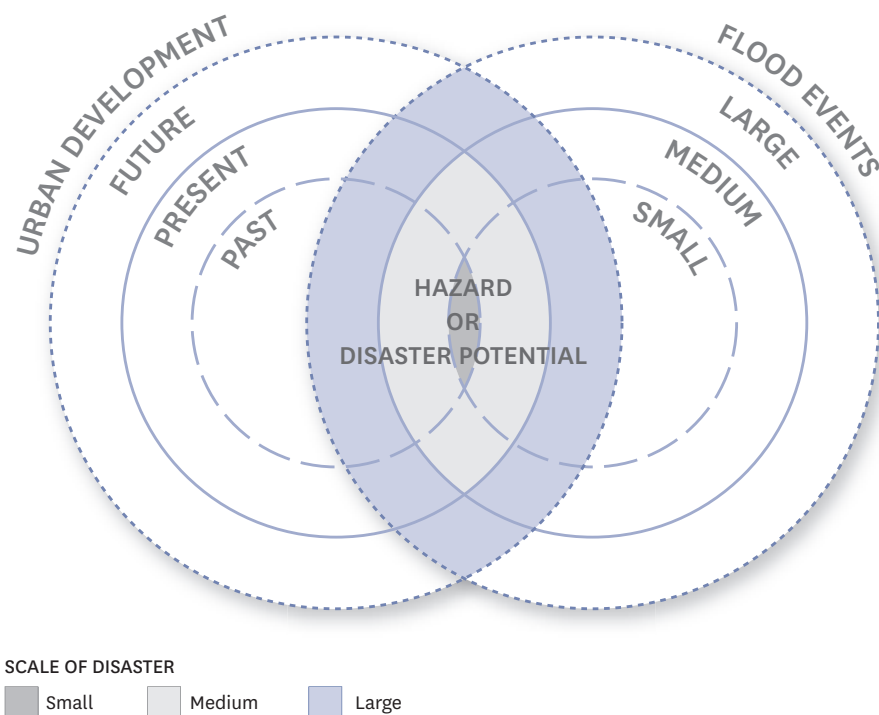 URBAN DEVELOPMENT
FUTURE
PRESENT
PAST
FLOOD EVENTS
LARGE
MEDIUM
SMALL
HAZARD
OR
DISASTER POTENTIAL
SCALE OF DISASTER
Small
Medium
Large